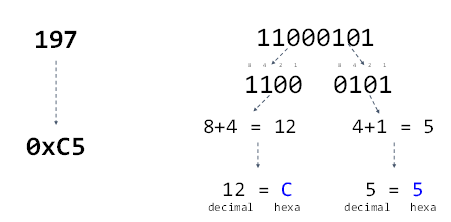 197
0xC5
11000101
8 4 2 1
8 4 2 1
1100
0101
8+4 = 12
4+1 = 5
12 = C
decimal hexa
5 = 5
decimal hexa